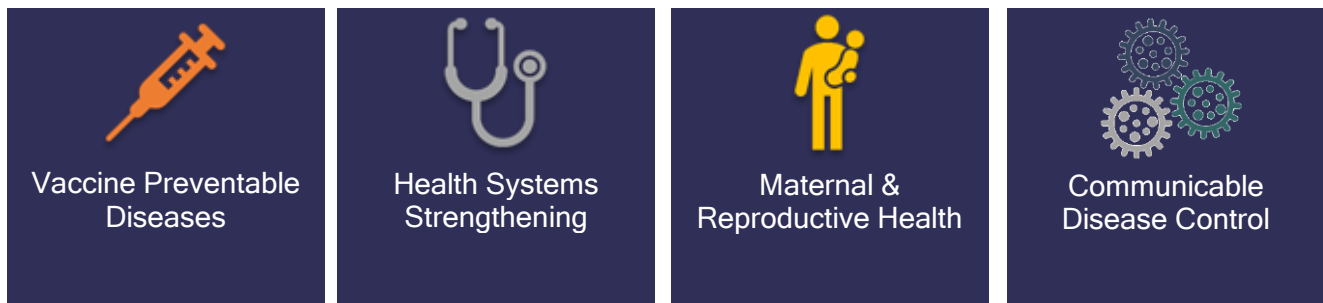 Vaccine Preventable
Diseases
Health Systems
Strengthening
Maternal &
Reproductive Health
Communicable
Disease Control